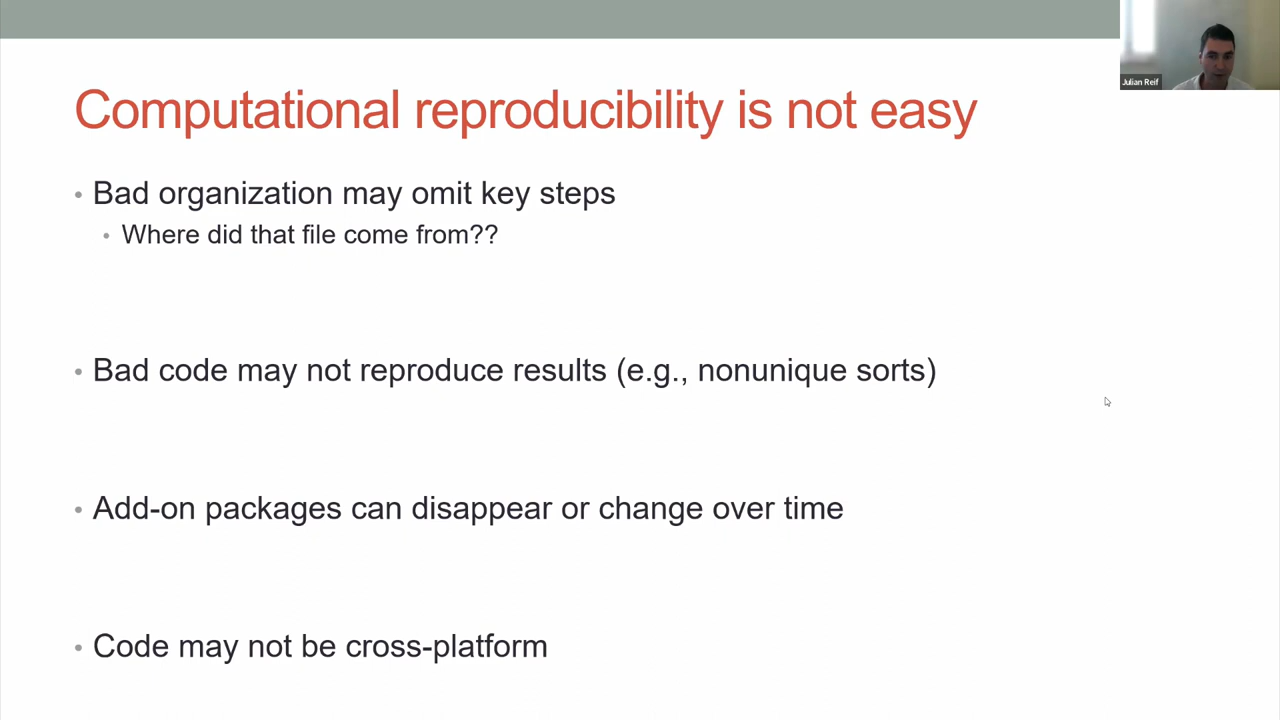 Julian Reif
Computational reproducibility is not easy
• Bad organization may omit key steps
• Where did that file come from??
• Bad code may not reproduce results (e.g., nonunique sorts)
• Add-on packages can disappear or change over time
• Code may not be cross-platform